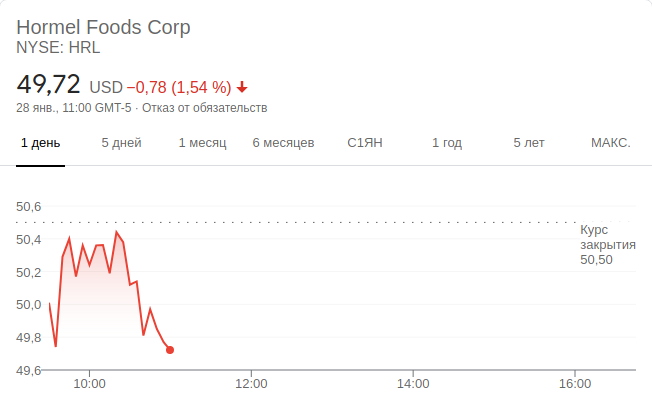 Hormel Foods Corp
NYSE: HRL
49,72 USD −0,78 (1,54 %)
28 янв., 11:00 GMT-5 · Отказ от обязательств
1 день 5 дней 1 месяц 6 месяцев С1ЯН 1 год 5 лет МАКС.
50,6
50,4
50,2
50,0
49,8
49,6
Курс
закрытия
50,50
10:00 12:00 14:00 16:00